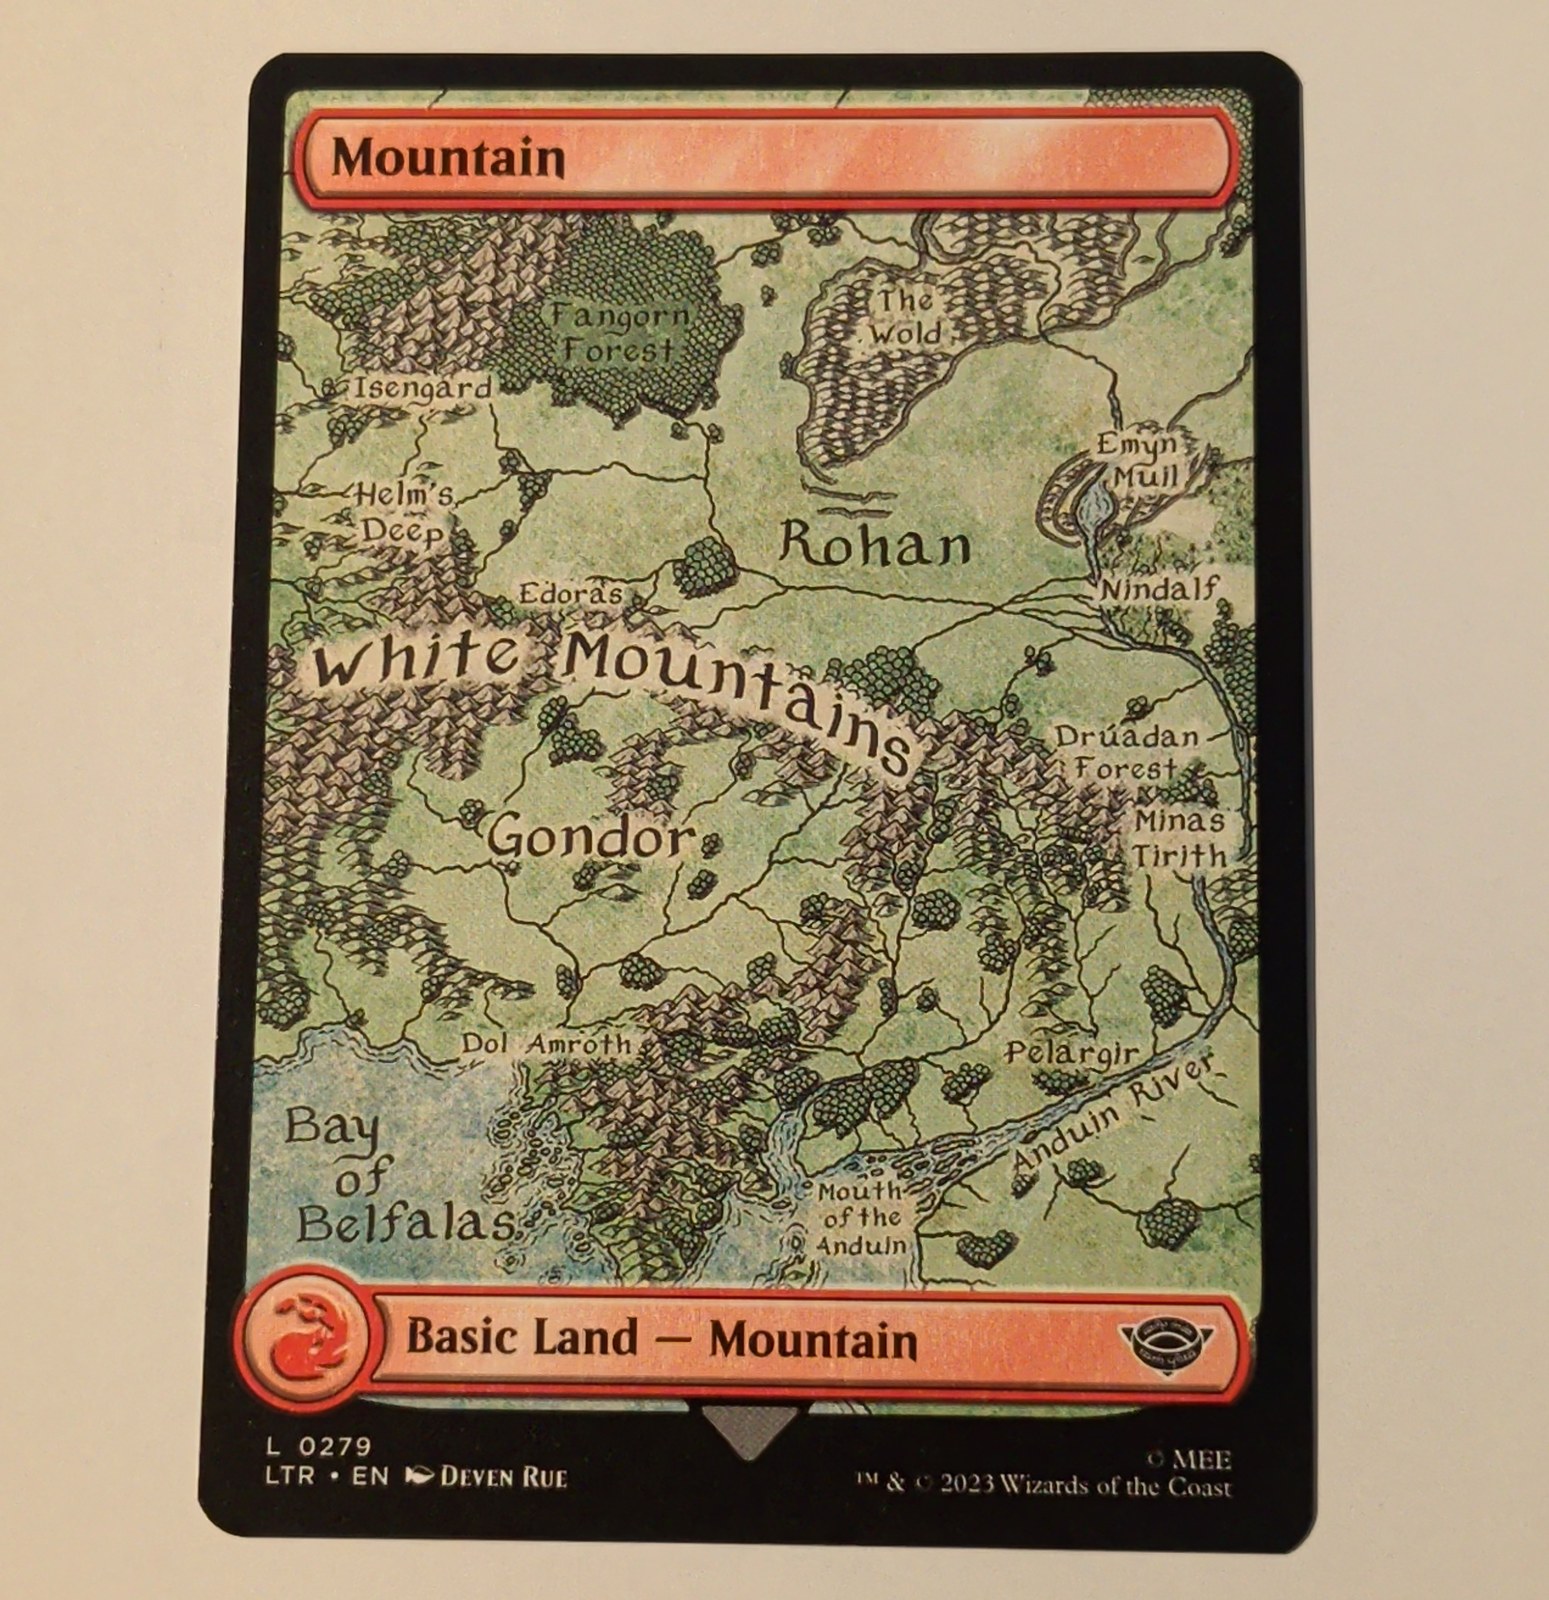 Mountain
Fangorn
Forest
The
Wold
Isengard
Emyn
Muil
Helm's
Deep
Rohan
Edoras
Nindalf
White Mountains
Drúadan
Forest
Minas
Tirith
Gondor
Dol Amroth
Pelargir
Anduin River
Bay
of
Belfalas
Mouth
of the
Anduin
Basic Land — Mountain
L 0279
LTR • EN DEVEN RUE
© MEE
™ & © 2023 Wizards of the Coast